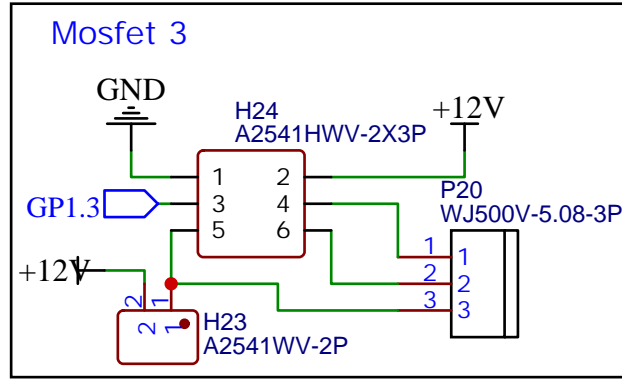 Mosfet 3
GND
H24
A2541HWV-2X3P
+12V
1 2
3 4
5 6
GP1.3
P20
WJ500V-5.08-3P
1 1
2 2
3 3
+12V
2 1
2 1
H23
A2541WV-2P